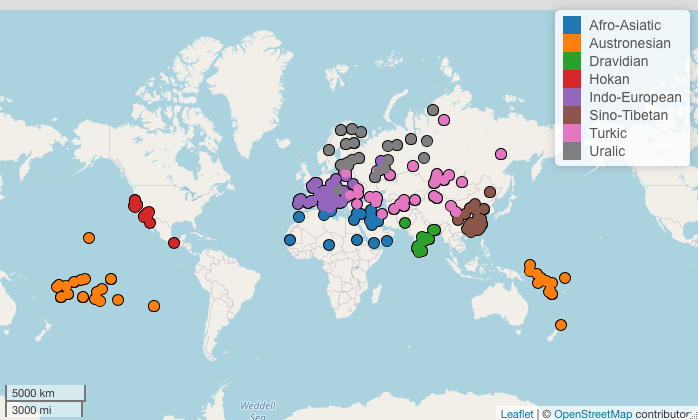 Afro-Asiatic
Austronesian
Dravidian
Hokan
Indo-European
Sino-Tibetan
Turkic
Uralic
5000 km
3000 mi
Weddell
Sea
Leaflet | © OpenStreetMap contributors